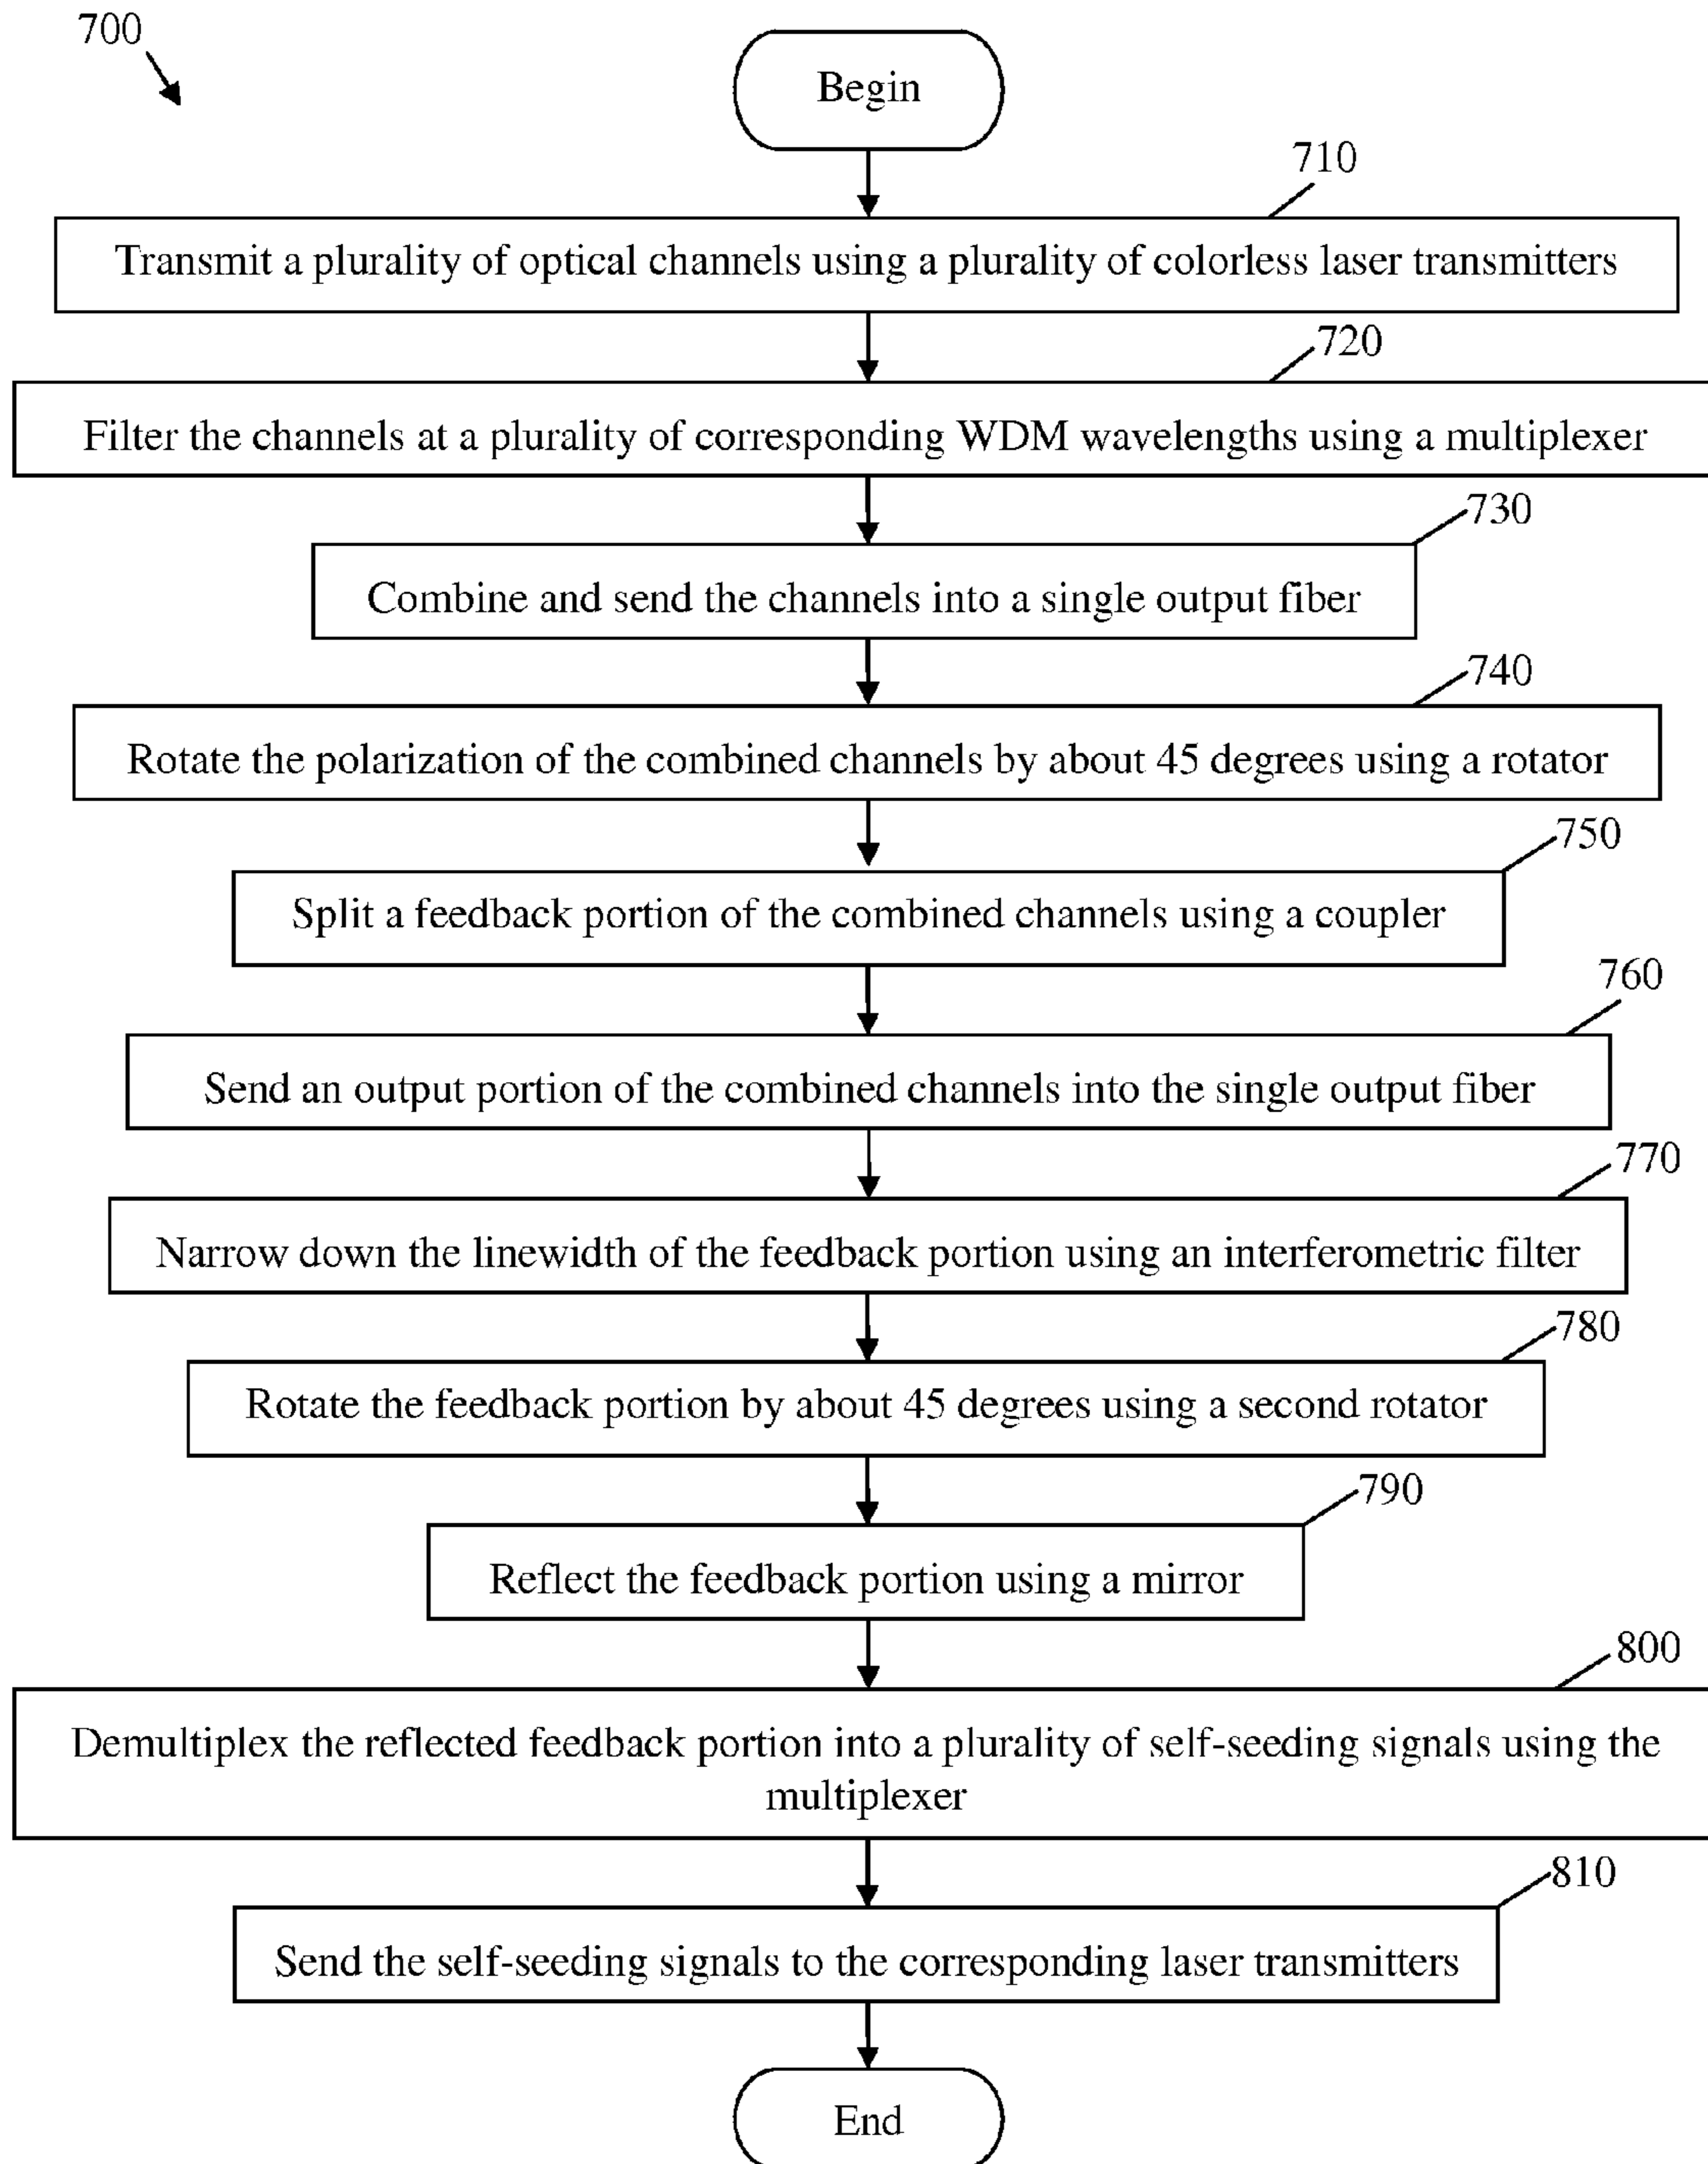 700
Begin
710
Transmit a plurality of optical channels using a plurality of colorless laser transmitters
720
Filter the channels at a plurality of corresponding WDM wavelengths using a multiplexer
730
Combine and send the channels into a single output fiber
740
Rotate the polarization of the combined channels by about 45 degrees using a rotator
750
Split a feedback portion of the combined channels using a coupler
760
Send an output portion of the combined channels into the single output fiber
770
Narrow down the linewidth of the feedback portion using an interferometric filter
780
Rotate the feedback portion by about 45 degrees using a second rotator
790
Reflect the feedback portion using a mirror
800
Demultiplex the reflected feedback portion into a plurality of self-seeding signals using the
multiplexer
810
Send the self-seeding signals to the corresponding laser transmitters
End